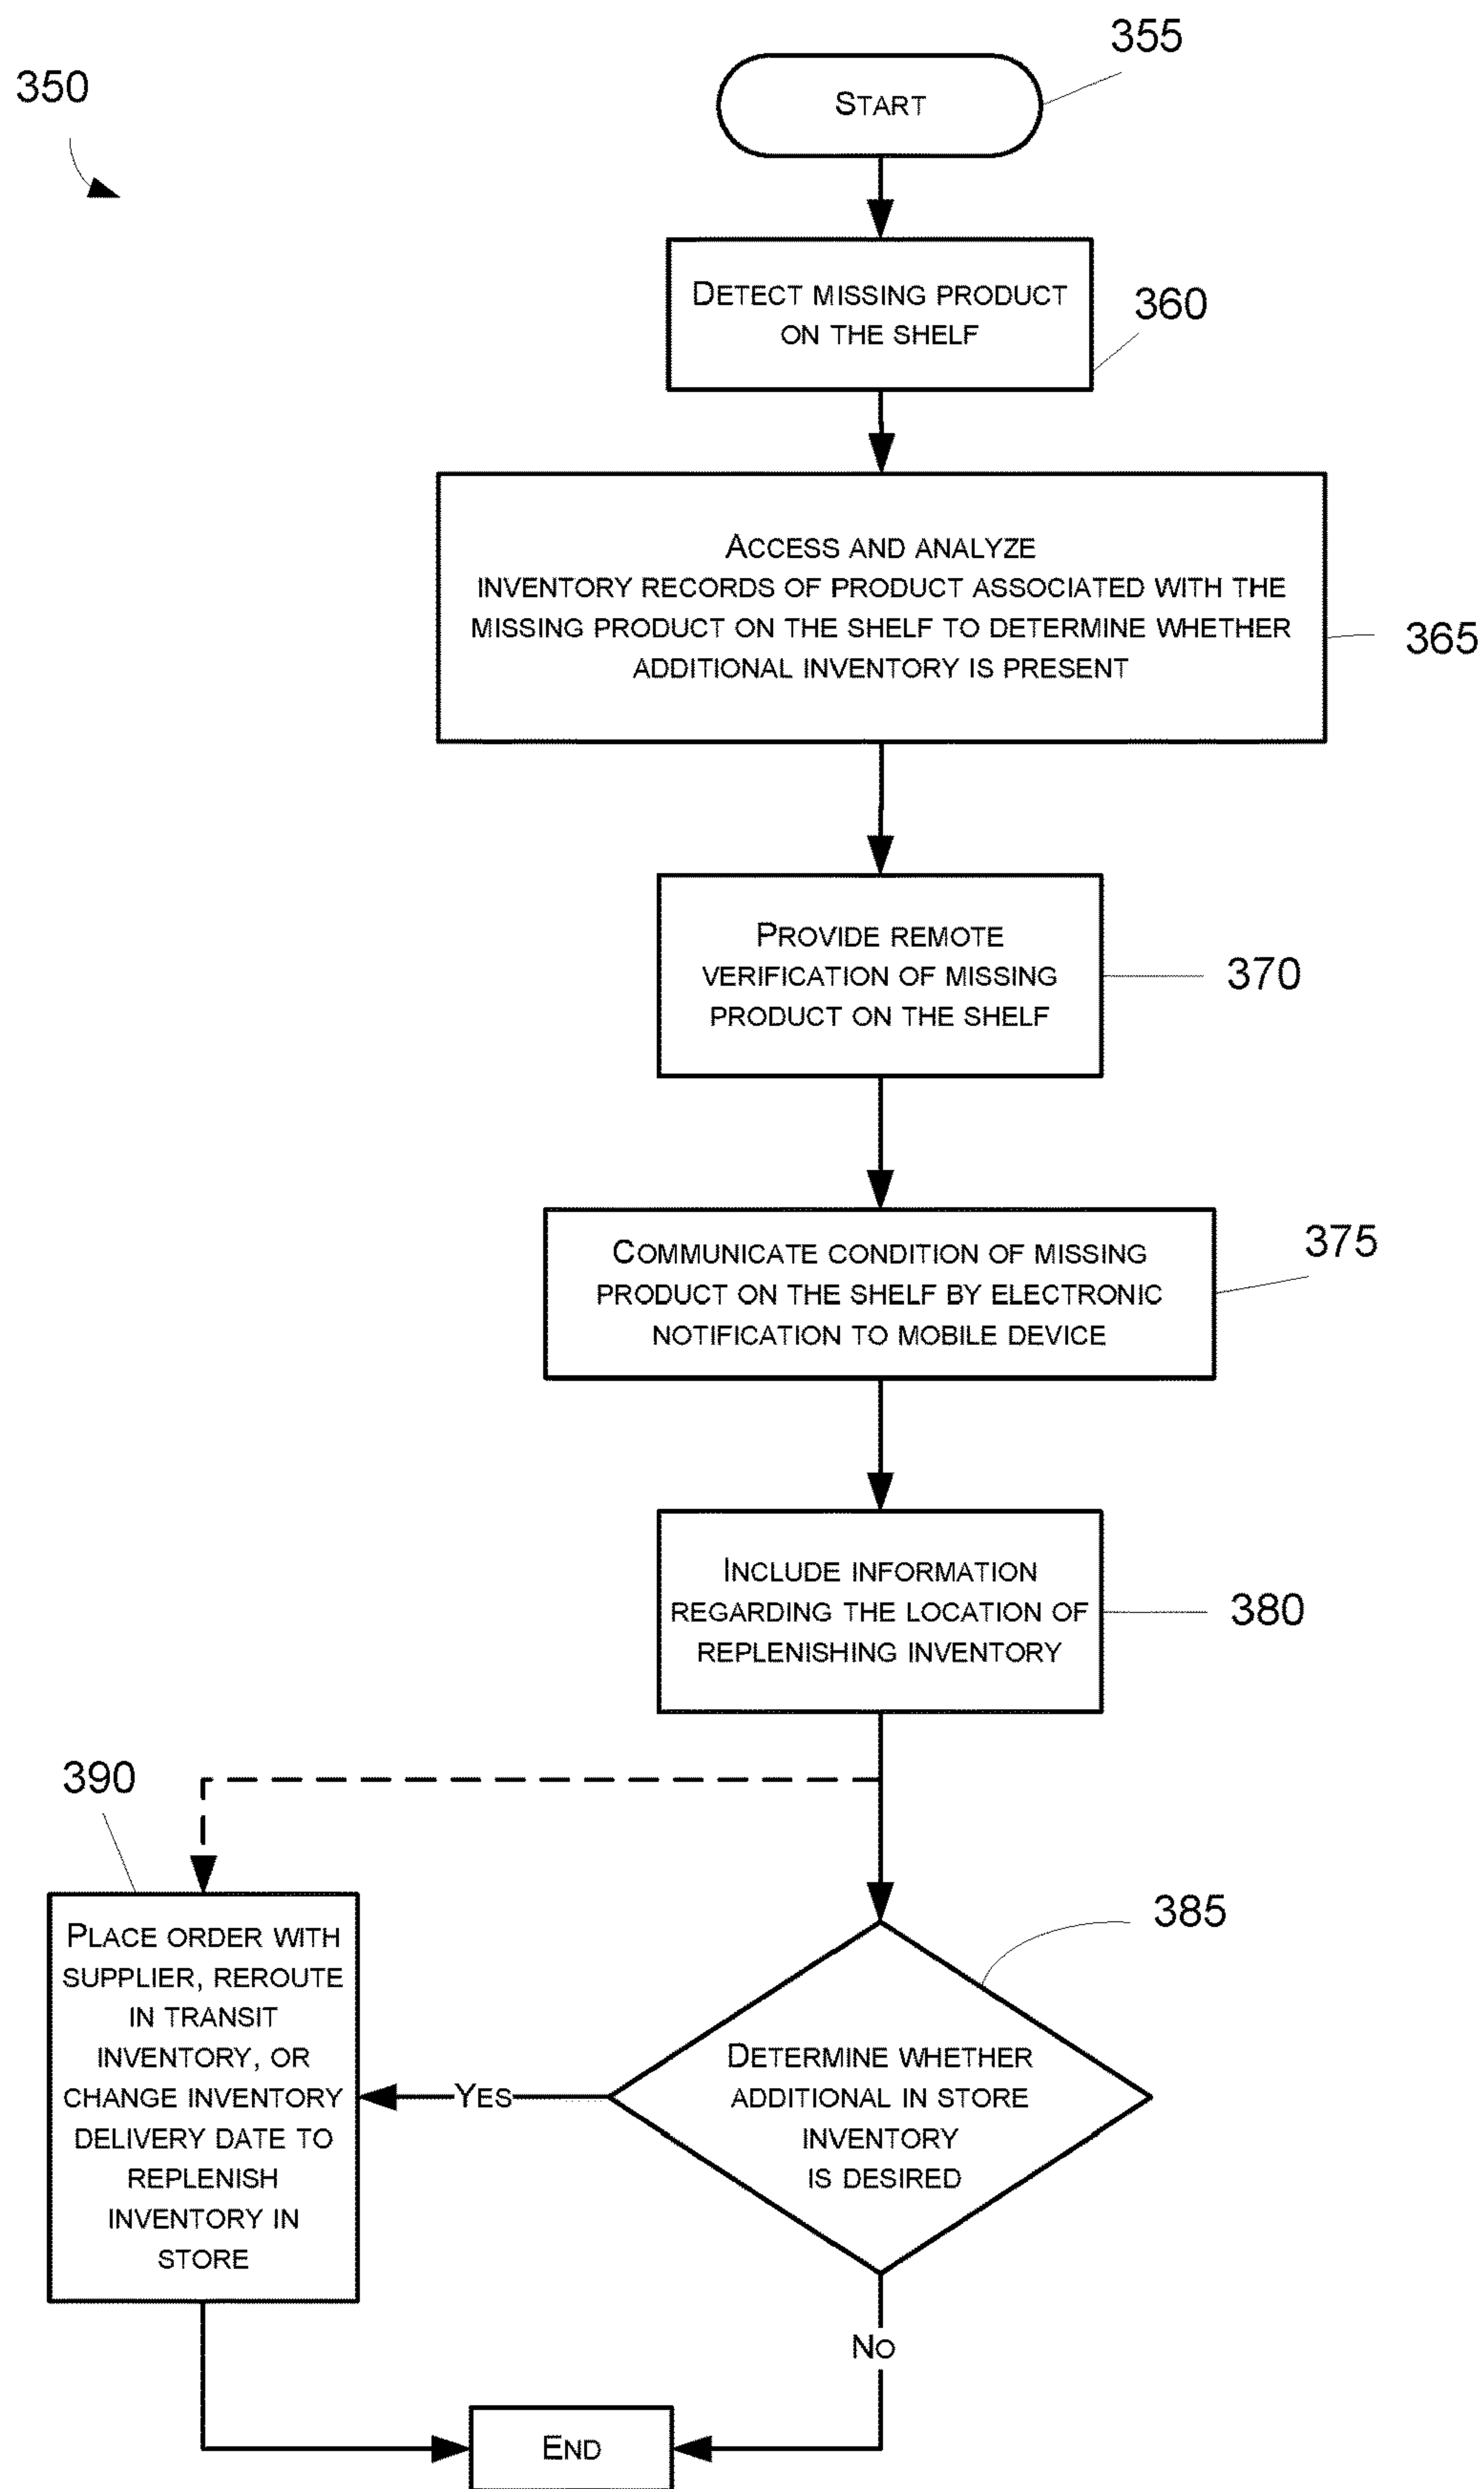 350
355
START
DETECT MISSING PRODUCT
ON THE SHELF
360
ACCESS AND ANALYZE
INVENTORY RECORDS OF PRODUCT ASSOCIATED WITH THE
MISSING PRODUCT ON THE SHELF TO DETERMINE WHETHER
ADDITIONAL INVENTORY IS PRESENT
365
PROVIDE REMOTE
VERIFICATION OF MISSING
PRODUCT ON THE SHELF
370
COMMUNICATE CONDITION OF MISSING
PRODUCT ON THE SHELF BY ELECTRONIC
NOTIFICATION TO MOBILE DEVICE
375
INCLUDE INFORMATION
REGARDING THE LOCATION OF
REPLENISHING INVENTORY
380
390
PLACE ORDER WITH
SUPPLIER, REROUTE
IN TRANSIT
INVENTORY, OR
CHANGE INVENTORY
DELIVERY DATE TO
REPLENISH
INVENTORY IN
STORE
YES
385
DETERMINE WHETHER
ADDITIONAL IN STORE
INVENTORY
IS DESIRED
NO
END